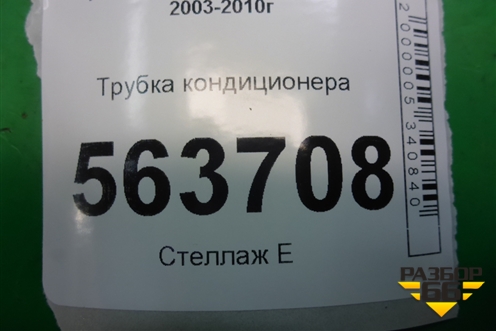 2003-2010г
Трубка кондиционера
563708
Стеллаж Е
2000005340840
РАЗБОР
66